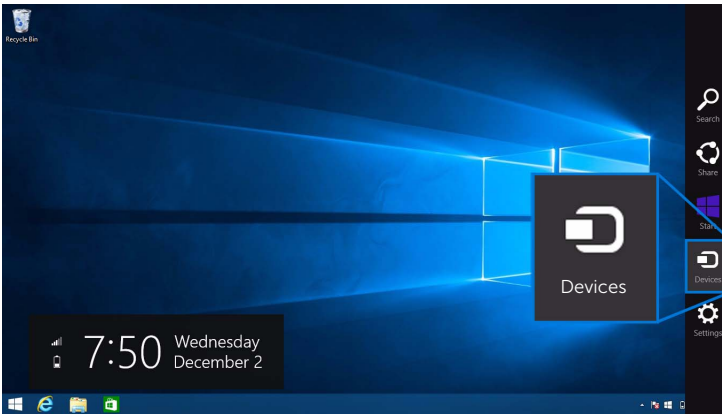 Recycle Bin
Search
Share
Start
Devices
Devices
Settings
7:50
Wednesday
December 2